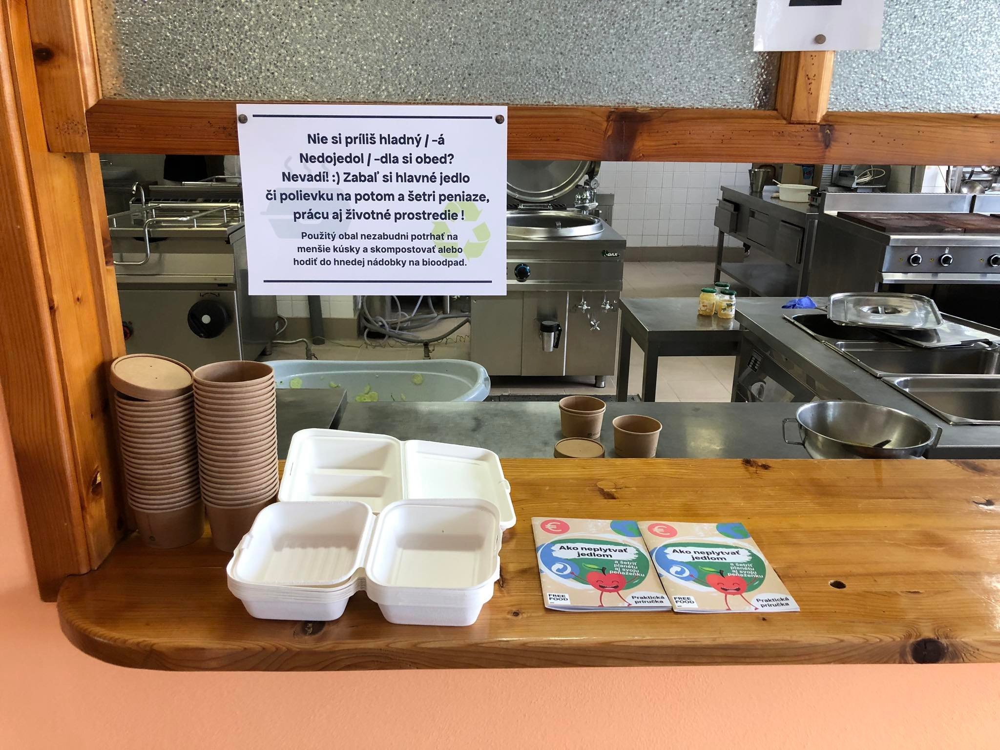 Nie si príliš hladný / -á
Nedojedol / -dla si obed?
Nevadí! :) Zabaľ si hlavné jedlo
či polievku na potom a šetri peniaze,
prácu aj životné prostredie !
Použitý obal nezabudni potrhať na
menšie kúsky a skompostovať alebo
hodiť do hnedej nádobky na bioodpad.
GAX
€
Ako neplytvať
jedlom
a šetriť
planétu
aj svoju
peňaženku
FREE
FOOD
Praktická
príručka
€
Ako neplytvať
jedlom
a šetriť
planétu
aj svoju
peňaženku
FREE
FOOD
Praktická
príručka